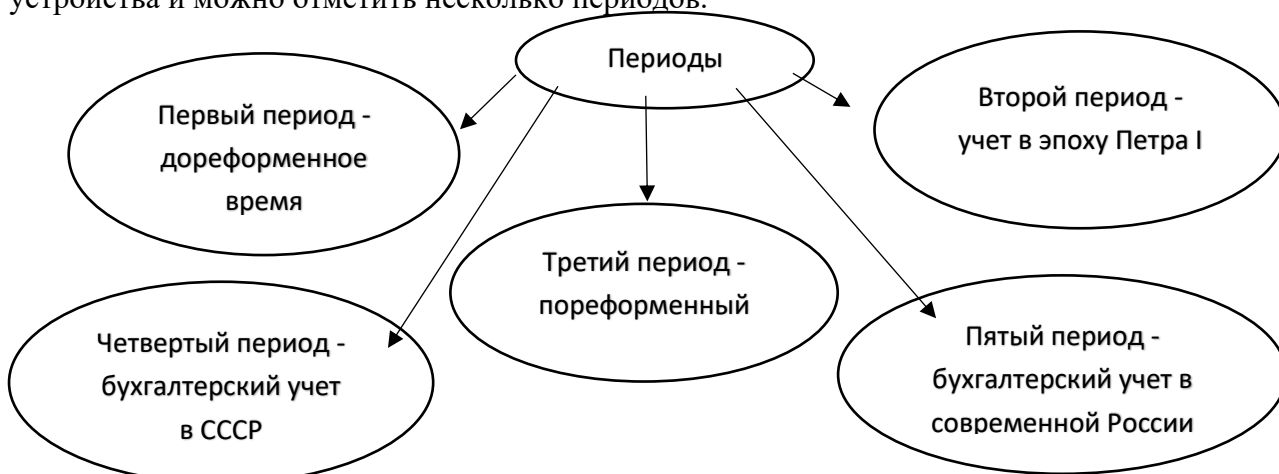 устройства и можно отметить несколько периодов.
Периоды
Первый период -
дореформенное
время
Второй период -
учет в эпоху Петра I
Третий период -
пореформенный
Четвертый период -
бухгалтерский учет
в СССР
Пятый период -
бухгалтерский учет в
современной России